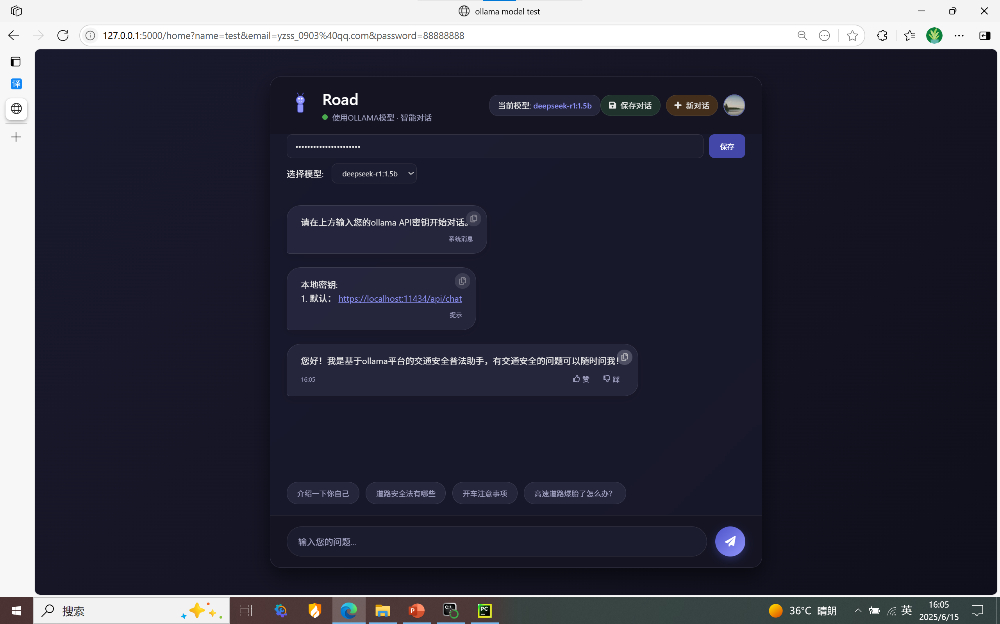 ollama model test
127.0.0.1:5000/home?name=test&email=yzss_0903%40qq.com&password=88888888
译
Road
使用OLLAMA模型 · 智能对话
当前模型: deepseek-r1:1.5b
保存对话
新对话
••••••••••••••••••••••
保存
选择模型:
deepseek-r1:1.5b
请在上方输入您的ollama API密钥开始对话。
系统消息
本地密钥:
1. 默认： https://localhost:11434/api/chat
提示
您好！我是基于ollama平台的交通安全普法助手，有交通安全的问题可以随时问我！
16:05
赞
踩
介绍一下你自己
道路安全法有哪些
开车注意事项
高速道路爆胎了怎么办?
输入您的问题...
搜索
P
C:\
PC
36°C 晴朗
英
16:05
2025/6/15